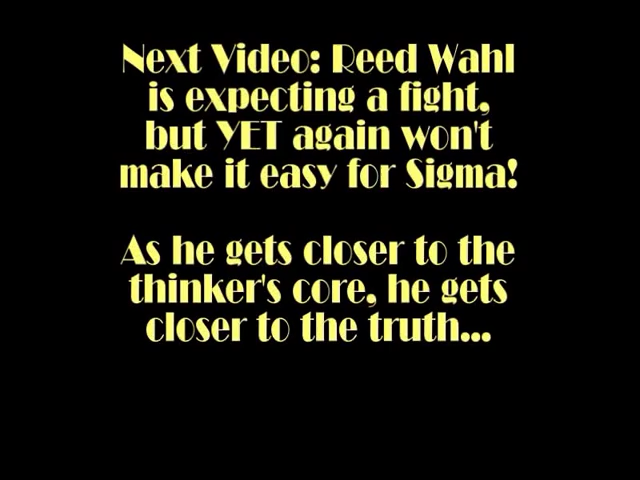 Next Video: Reed Wahl
is expecting a fight,
but YET again won't
make it easy for Sigma!
As he gets closer to the
thinker's core, he gets
closer to the truth...